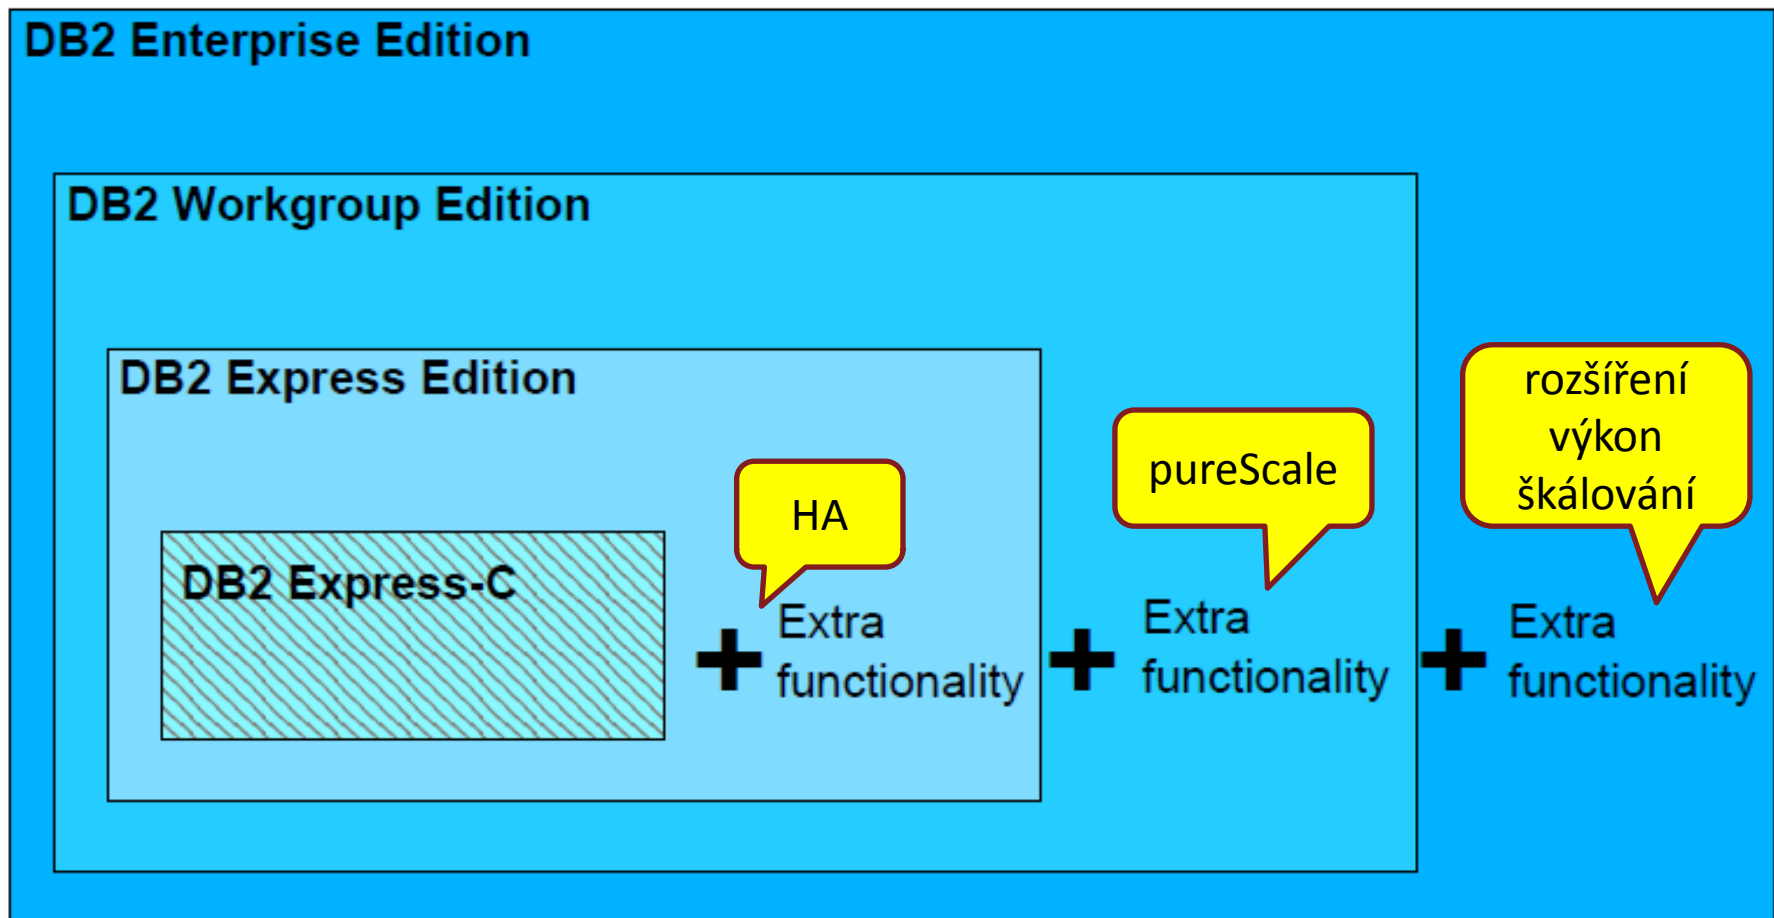 DB2 Enterprise Edition
DB2 Workgroup Edition
DB2 Express Edition
DB2 Express-C
HA
+ Extra
functionality
pureScale
+ Extra
functionality
rozšíření
výkon
škálování
+ Extra
functionality